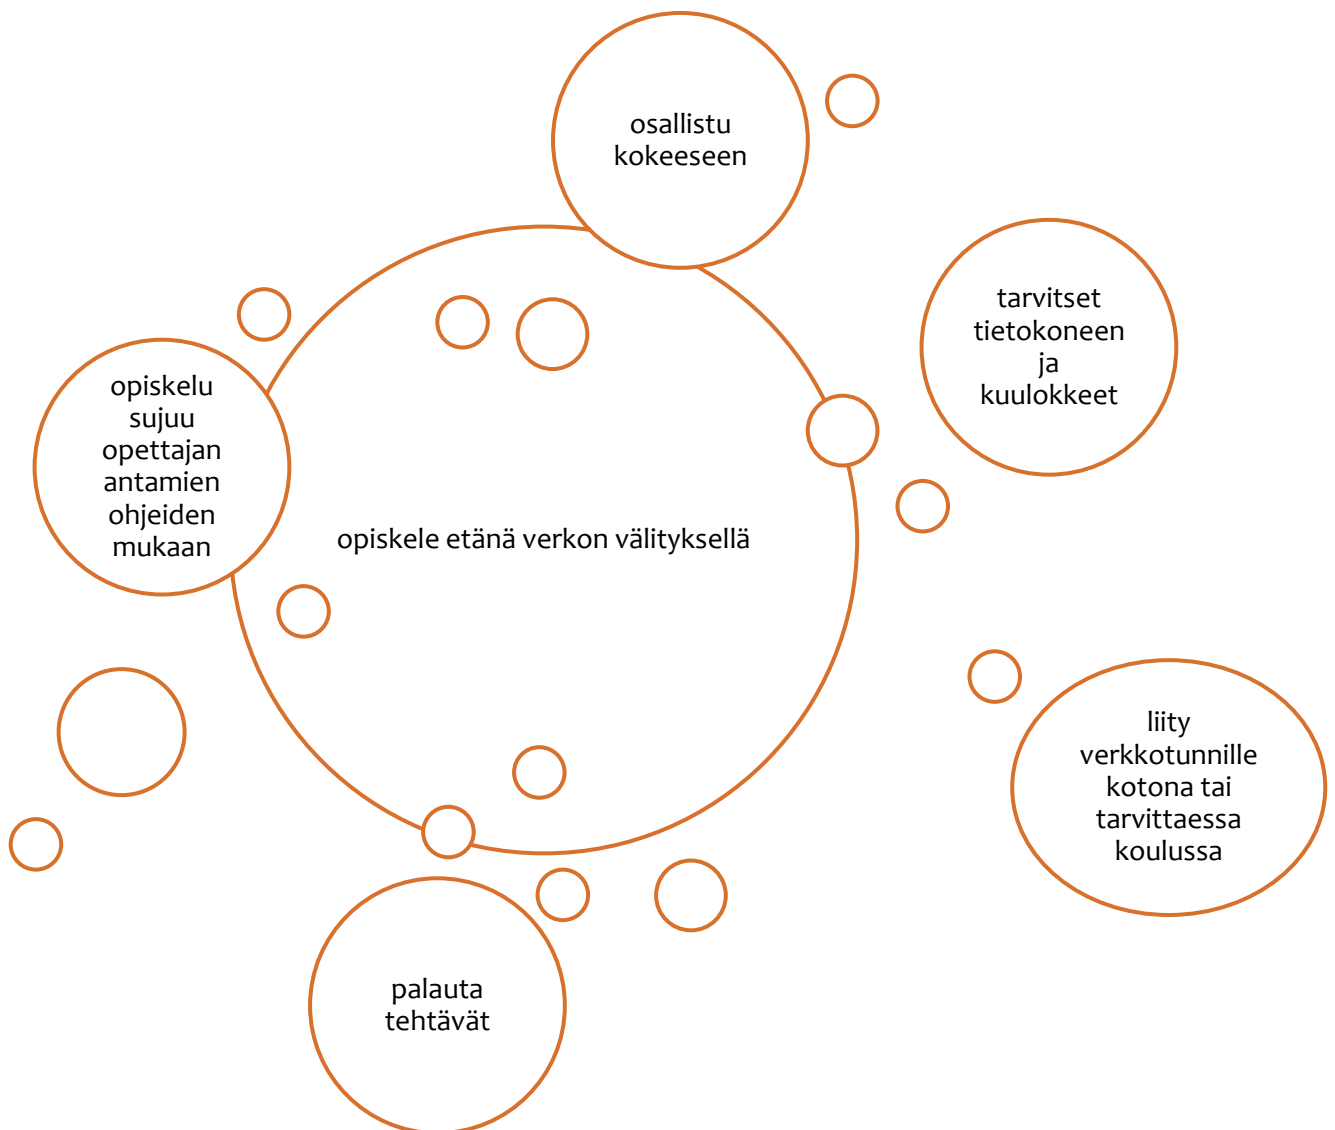 osallistu
kokeeseen
tarvitset
tietokoneen
ja
kuulokkeet
opiskelu
sujuu
opettajan
antamien
ohjeiden
mukaan
opiskele etänä verkon välityksellä
liity
verkkotunnille
kotona tai
tarvittaessa
koulussa
palauta
tehtävät